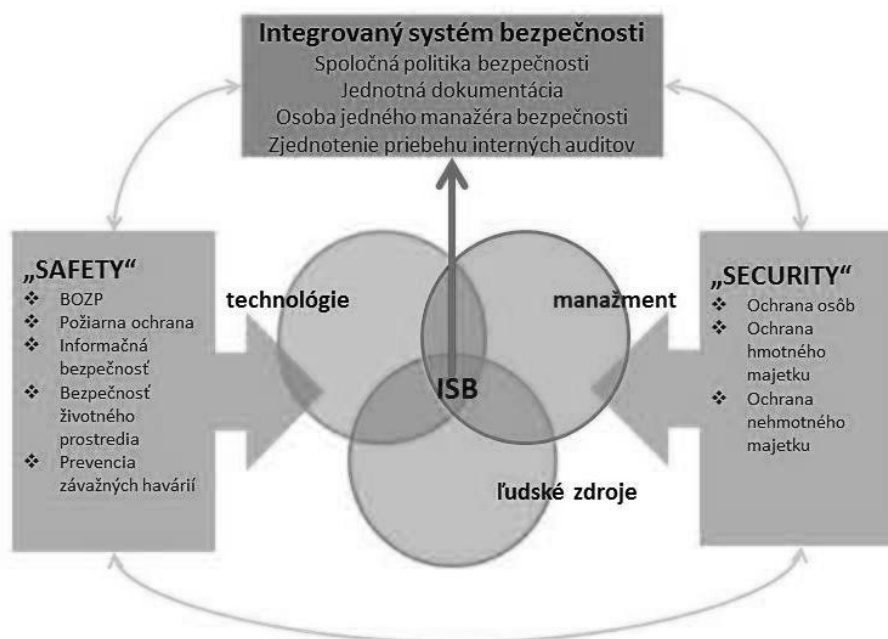 Integrovaný systém bezpečnosti
Spoločná politika bezpečnosti
Jednotná dokumentácia
Osoba jedného manažéra bezpečnosti
Zjednotenie priebehu interných auditov
„SAFETY“
❖ BOZP
❖ Požiarna ochrana
❖ Informačná
bezpečnosť
❖ Bezpečnosť
životného
prostredia
❖ Prevencia
závažných havárií
technológie
manažment
ISB
ľudské zdroje
„SECURITY“
❖ Ochrana osôb
❖ Ochrana
hmotného
majetku
❖ Ochrana
nehmotného
majetku